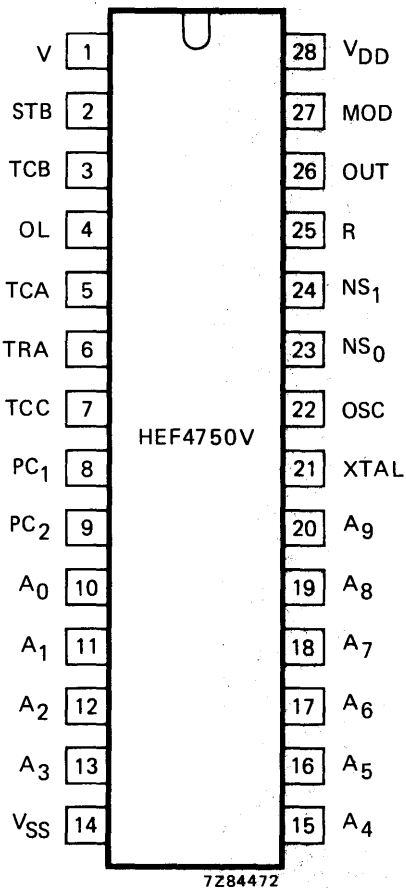 V 1 28 VDD
STB 2 27 MOD
TCB 3 26 OUT
OL 4 25 R
TCA 5 24 NS1
TRA 6 23 NS0
TCC 7 22 OSC
HEF4750V
PC1 8 21 XTAL
PC2 9 20 A9
A0 10 19 A8
A1 11 18 A7
A2 12 17 A6
A3 13 16 A5
VSS 14 15 A4
7Z84472